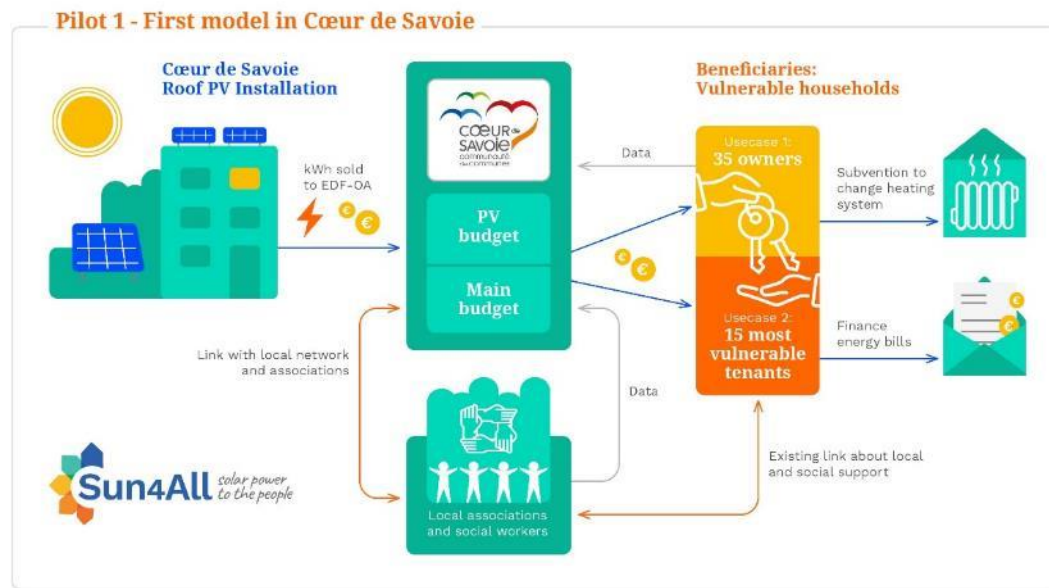 Pilot 1 - First model in Cœur de Savoie
Cœur de Savoie
Roof PV Installation
kWh sold
to EDF-OA
CŒUR de
SAVOIE
communauté
de communes
PV
budget
Main
budget
Data
Beneficiaries:
Vulnerable households
Usecase 1:
35 owners
Subvention to
change heating
system
Usecase 2:
15 most
vulnerable
tenants
Finance
energy bills
Link with local network
and associations
Data
Existing link about local
and social support
Local associations
and social workers
Sun4All solar power
to the people